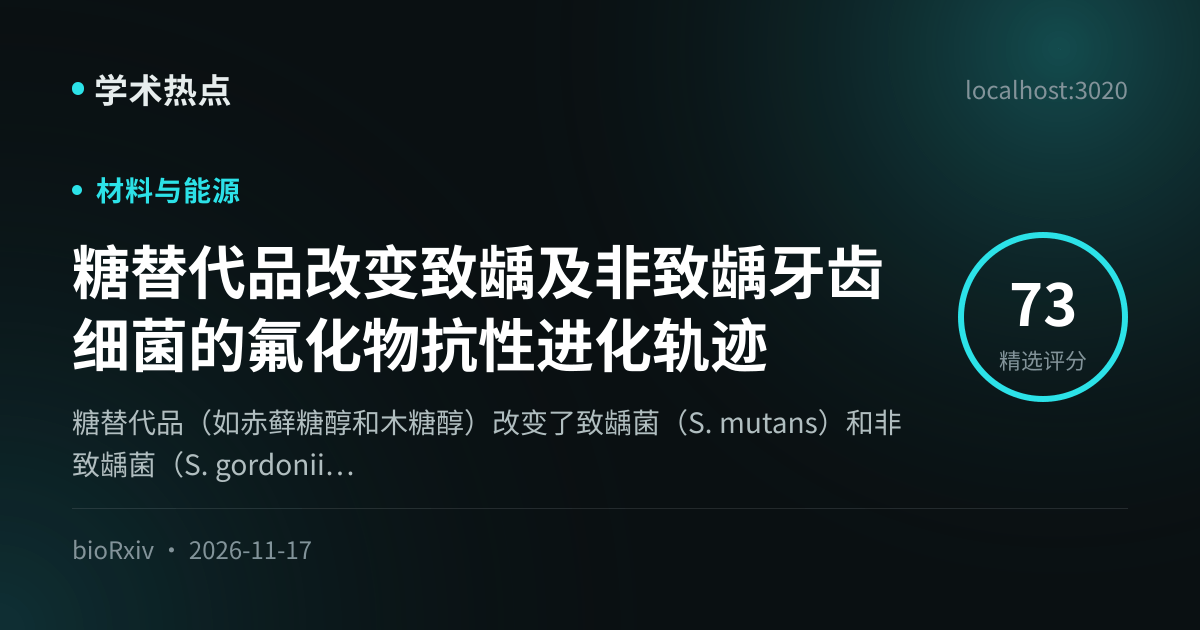 学术热点
localhost:3020
材料与能源
糖替代品改变致龋及非致龋牙齿
细菌的氟化物抗性进化轨迹
73
精选评分
糖替代品（如赤藓糖醇和木糖醇）改变了致龋菌（S. mutans）和非
致龋菌（S. gordonii…
bioRxiv · 2026-11-17